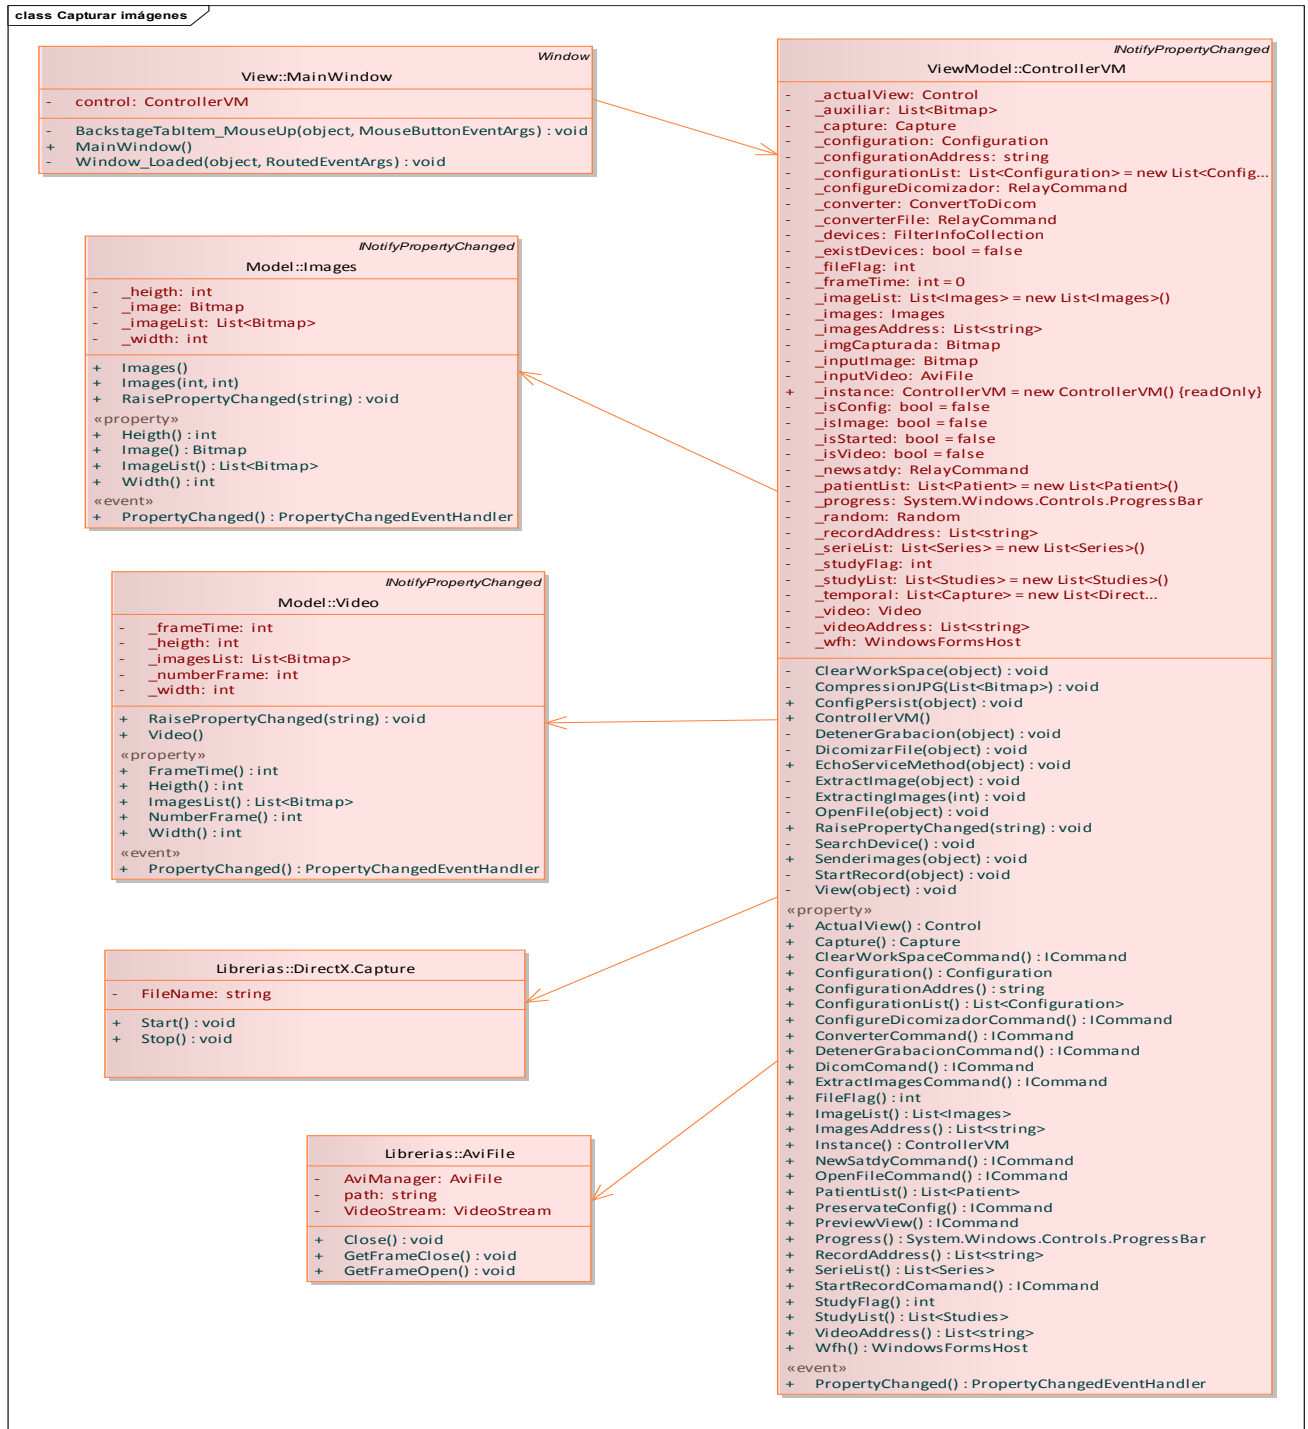 class Capturar imágenes
Window
View::MainWindow
- control: ControllerVM
- BackstageTabItem_MouseUp(object, MouseButtonEventArgs) : void
+ MainWindow()
- Window_Loaded(object, RoutedEventArgs) : void
INotifyPropertyChanged
Model::Images
- _heigth: int
- _image: Bitmap
- _imageList: List<Bitmap>
- _width: int
+ Images()
+ Images(int, int)
+ RaisePropertyChanged(string) : void
«property»
+ Heigth() : int
+ Image() : Bitmap
+ ImageList() : List<Bitmap>
+ Width() : int
«event»
+ PropertyChanged() : PropertyChangedEventHandler
INotifyPropertyChanged
Model::Video
- _frameTime: int
- _heigth: int
- _imagesList: List<Bitmap>
- _numberFrame: int
- _width: int
+ RaisePropertyChanged(string) : void
+ Video()
«property»
+ FrameTime() : int
+ Heigth() : int
+ ImagesList() : List<Bitmap>
+ NumberFrame() : int
+ Width() : int
«event»
+ PropertyChanged() : PropertyChangedEventHandler
Librerias::DirectX.Capture
- FileName: string
+ Start() : void
+ Stop() : void
Librerias::AviFile
- AviManager: AviFile
- path: string
- VideoStream: VideoStream
+ Close() : void
+ GetFrameClose() : void
+ GetFrameOpen() : void
INotifyPropertyChanged
ViewModel::ControllerVM
- _actualView: Control
- _auxiliar: List<Bitmap>
- _capture: Capture
- _configuration: Configuration
- _configurationAddress: string
- _configurationList: List<Configuration> = new List<Config...
- _configureDicomizador: RelayCommand
- _converter: ConvertToDicom
- _converterFile: RelayCommand
- _devices: FilterInfoCollection
- _existDevices: bool = false
- _fileFlag: int
- _frameTime: int = 0
- _imageList: List<Images> = new List<Images>()
- _images: Images
- _imagesAddress: List<string>
- _imgCapturada: Bitmap
- _inputImage: Bitmap
- _inputVideo: AviFile
+ _instance: ControllerVM = new ControllerVM() {readOnly}
- _isConfig: bool = false
- _isImage: bool = false
- _isStarted: bool = false
- _isVideo: bool = false
- _newsatdy: RelayCommand
- _patientList: List<Patient> = new List<Patient>()
- _progress: System.Windows.Controls.ProgressBar
- _random: Random
- _recordAddress: List<string>
- _serieList: List<Series> = new List<Series>()
- _studyFlag: int
- _studyList: List<Studies> = new List<Studies>()
- _temporal: List<Capture> = new List<Direct...
- _video: Video
- _videoAddress: List<string>
- _wfh: WindowsFormsHost
- ClearWorkSpace(object) : void
- CompressionJPG(List<Bitmap>) : void
+ ConfigPersist(object) : void
+ ControllerVM()
- DetenerGrabacion(object) : void
- DicomizarFile(object) : void
+ EchoServiceMethod(object) : void
- ExtractImage(object) : void
- ExtractingImages(int) : void
- OpenFile(object) : void
+ RaisePropertyChanged(string) : void
- SearchDevice() : void
+ Senderimages(object) : void
- StartRecord(object) : void
- View(object) : void
«property»
+ ActualView() : Control
+ Capture() : Capture
+ ClearWorkSpaceCommand() : ICommand
+ Configuration() : Configuration
+ ConfigurationAddres() : string
+ ConfigurationList() : List<Configuration>
+ ConfigureDicomizadorCommand() : ICommand
+ ConverterCommand() : ICommand
+ DetenerGrabacionCommand() : ICommand
+ DicomComand() : ICommand
+ ExtractImagesCommand() : ICommand
+ FileFlag() : int
+ ImageList() : List<Images>
+ ImagesAddress() : List<string>
+ Instance() : ControllerVM
+ NewSatdyCommand() : ICommand
+ OpenFileCommand() : ICommand
+ PatientList() : List<Patient>
+ PreservateConfig() : ICommand
+ PreviewView() : ICommand
+ Progress() : System.Windows.Controls.ProgressBar
+ RecordAddress() : List<string>
+ SerieList() : List<Series>
+ StartRecordComamand() : ICommand
+ StudyFlag() : int
+ StudyList() : List<Studies>
+ VideoAddress() : List<string>
+ Wfh() : WindowsFormsHost
«event»
+ PropertyChanged() : PropertyChangedEventHandler